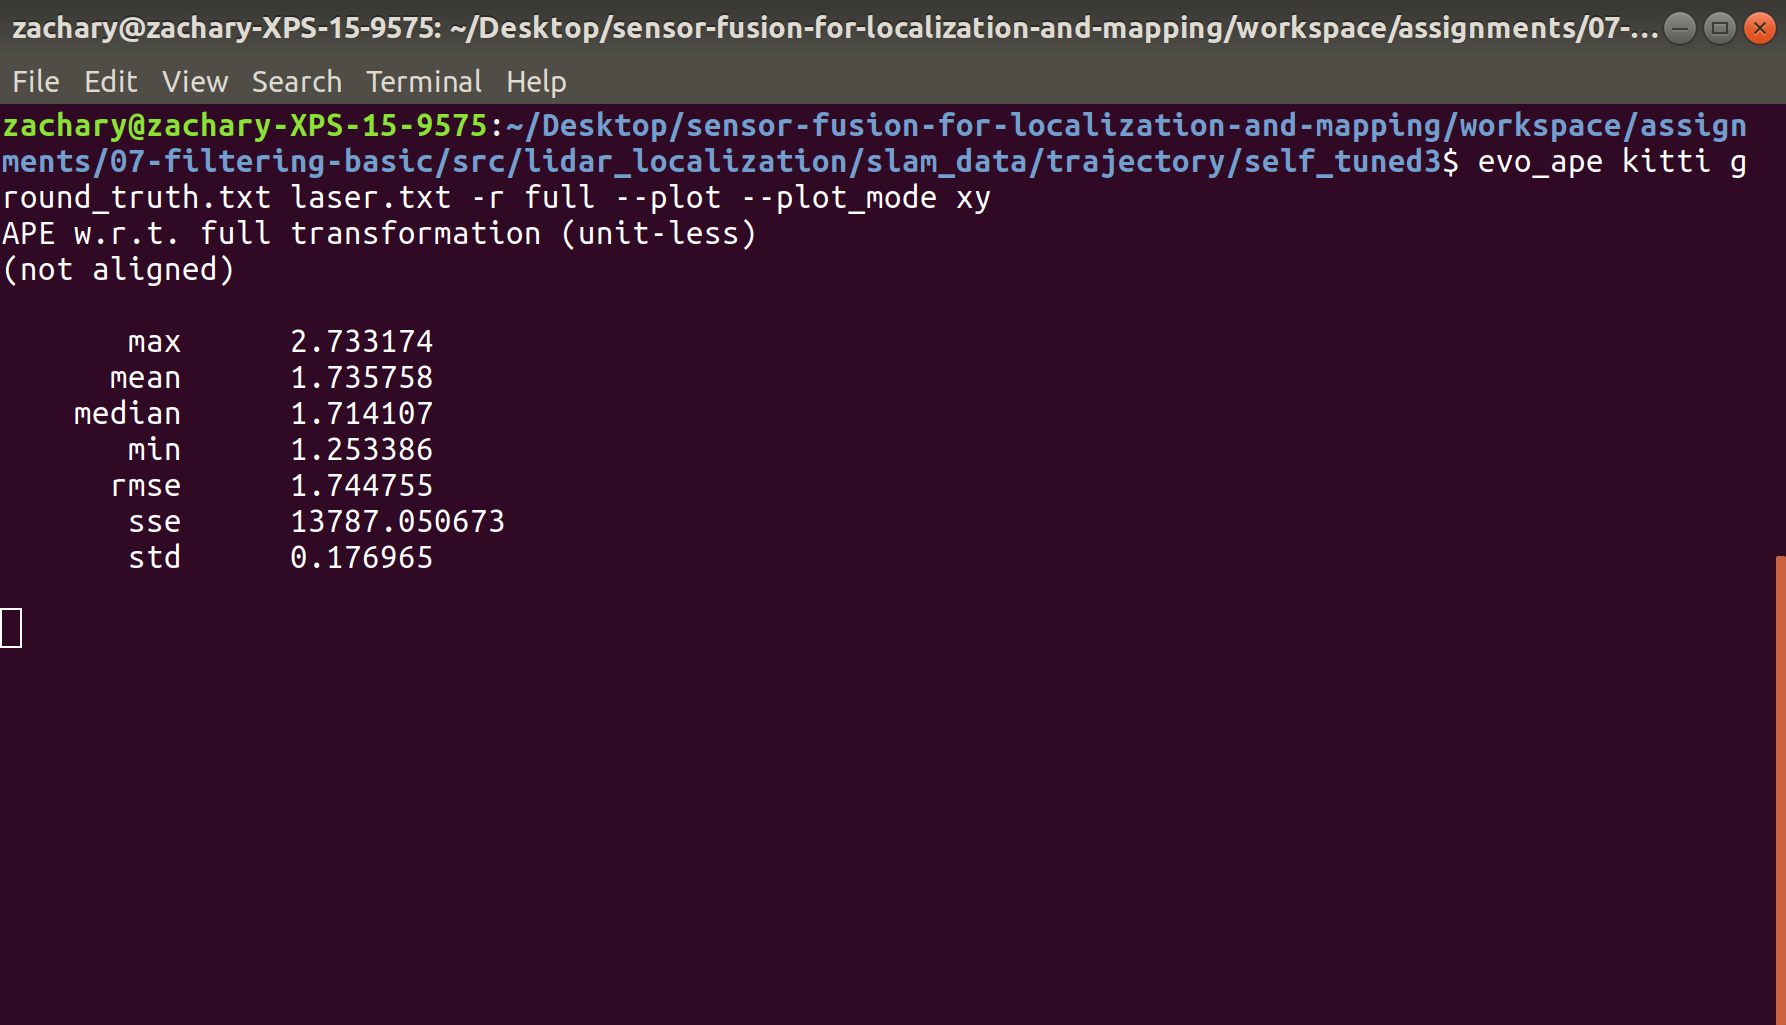 zachary@zachary-XPS-15-9575: ~/Desktop/sensor-fusion-for-localization-and-mapping/workspace/assignments/07-...
File Edit View Search Terminal Help
zachary@zachary-XPS-15-9575:~/Desktop/sensor-fusion-for-localization-and-mapping/workspace/assign
ments/07-filtering-basic/src/lidar_localization/slam_data/trajectory/self_tuned3$ evo_ape kitti g
round_truth.txt laser.txt -r full --plot --plot_mode xy
APE w.r.t. full transformation (unit-less)
(not aligned)
max 2.733174
mean 1.735758
median 1.714107
min 1.253386
rmse 1.744755
sse 13787.050673
std 0.176965